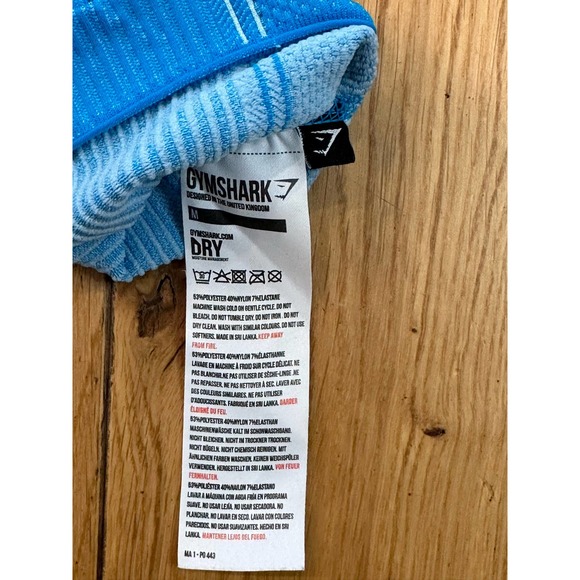 GYMSHARK
DESIGNED IN THE UNITED KINGDOM
M
GYMSHARK.COM
DRY
MOISTURE MANAGEMENT
53%POLYESTER 40%NYLON 7%ELASTANE
MACHINE WASH COLD ON GENTLE CYCLE. DO NOT
BLEACH. DO NOT TUMBLE DRY. DO NOT IRON . DO NOT
DRY CLEAN. WASH WITH SIMILAR COLOURS. DO NOT USE
SOFTNERS. MADE IN SRI LANKA.KEEP AWAY
FROM FIRE.
53%POLYESTER 40%NYLON 7%ÉLASTHANNE
LAVAGE EN MACHINE À FROID SUR CYCLE DÉLICAT. NE
PAS BLANCHIR.NE PAS UTILISER DE SÈCHE-LINGE .NE
PAS REPASSER. NE PAS NETTOYER À SEC. LAVER AVEC
DES COULEURS SIMILAIRES. NE PAS UTILISER
D'ADOUCISSANTS. FABRIQUÉ EN SRI LANKA. GARDER
ÉLOIGNÉ DU FEU.
53%POLYESTER 40%NYLON 7%ELASTHAN
MASCHINENWÄSCHE KALT IM SCHONWASCHGANG.
NICHT BLEICHEN. NICHT IM TROCKNER TROCKNEN.
NICHT BÜGELN. NICHT CHEMISCH REINIGEN. MIT
ÄHNLICHEN FARBEN WASCHEN. KEINEN WEICHSPÜLER
VERWENDEN. HERGESTELLT IN SRI LANKA. VON FEUER
FERNHALTEN.
53%POLIÉSTER 40%NAILON 7%ELASTANO
LAVAR A MÁQUINA CON AGUA FRÍA EN PROGRAMA
SUAVE. NO USAR LEJÍA. NO USAR SECADORA. NO
PLANCHAR. NO LAVAR EN SECO. LAVAR CON COLORES
PARECIDOS. NO USAR SUAVIZANTES. HECHO EN SRI
LANKA. MANTENER LEJOS DEL FUEGO.
MA 1 - PO 443